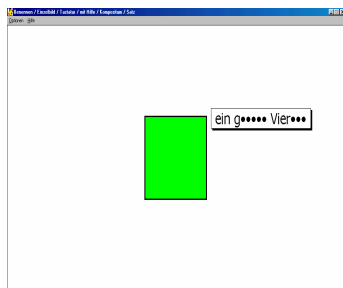 Benennen / Einzelbild / Tastatur / mit Hilfe / Kompositum / Satz
Optionen Hilfe
ein g••••• Vier•••